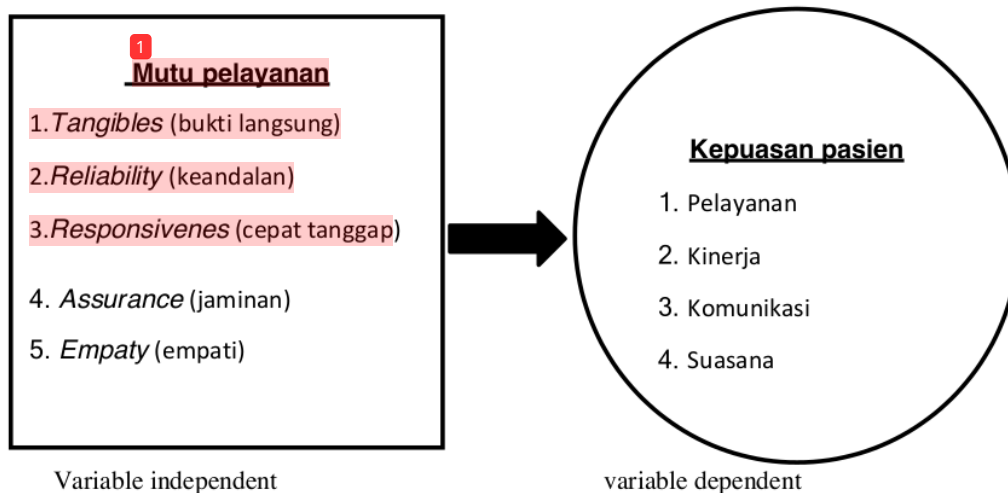 1
Mutu pelayanan
1.Tangibles (bukti langsung)
2.Reliability (keandalan)
3.Responsivenes (cepat tanggap)
4. Assurance (jaminan)
5. Empaty (empati)
Kepuasan pasien
1. Pelayanan
2. Kinerja
3. Komunikasi
4. Suasana
Variable independent
variable dependent